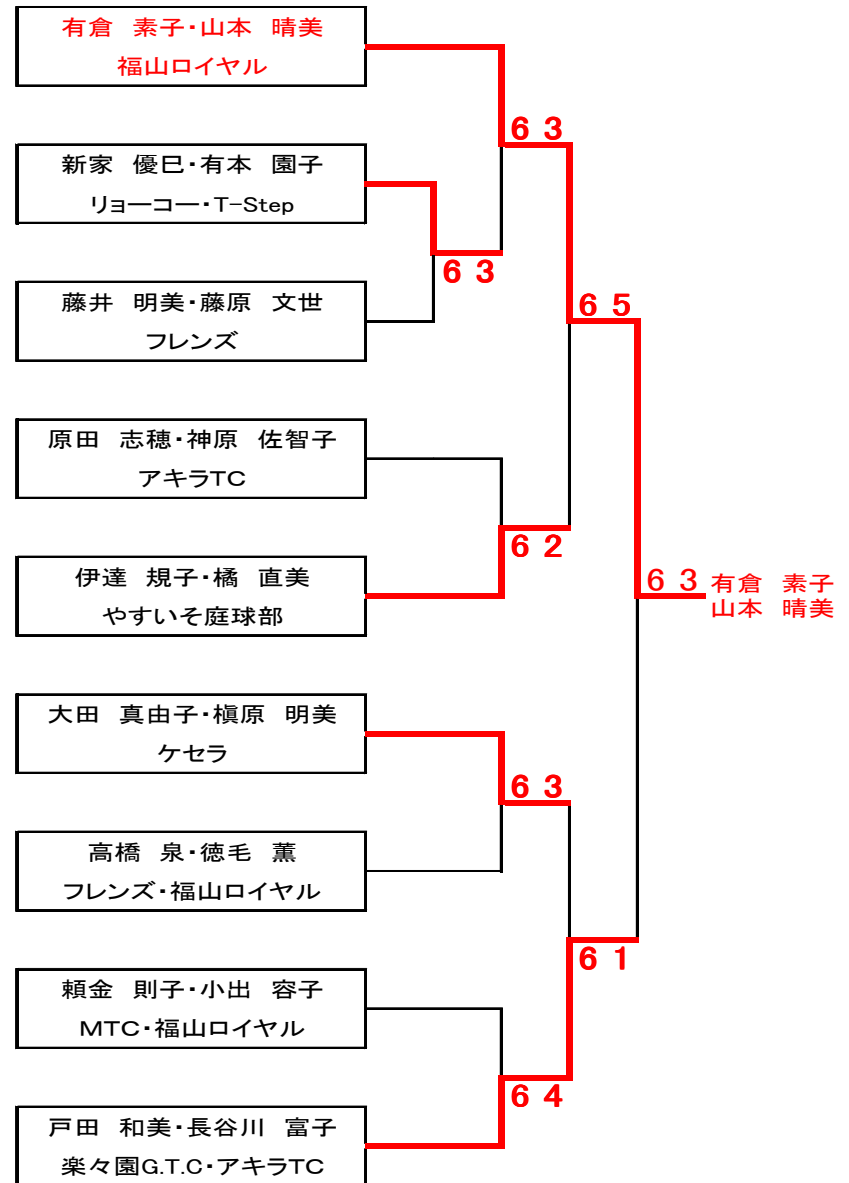 有倉　素子・山本　晴美
福山ロイヤル
6 3
新家　優巳・有本　園子
リョーコー・T-Step
6 3
藤井　明美・藤原　文世
フレンズ
6 5
原田　志穂・神原　佐智子
アキラTC
6 2
伊達　規子・橘　直美
やすいそ庭球部
6 3
有倉　素子
山本　晴美
大田　真由子・槇原　明美
ケセラ
6 3
高橋　泉・徳毛　薫
フレンズ・福山ロイヤル
6 1
頼金　則子・小出　容子
MTC・福山ロイヤル
6 4
戸田　和美・長谷川　富子
楽々園G.T.C・アキラTC